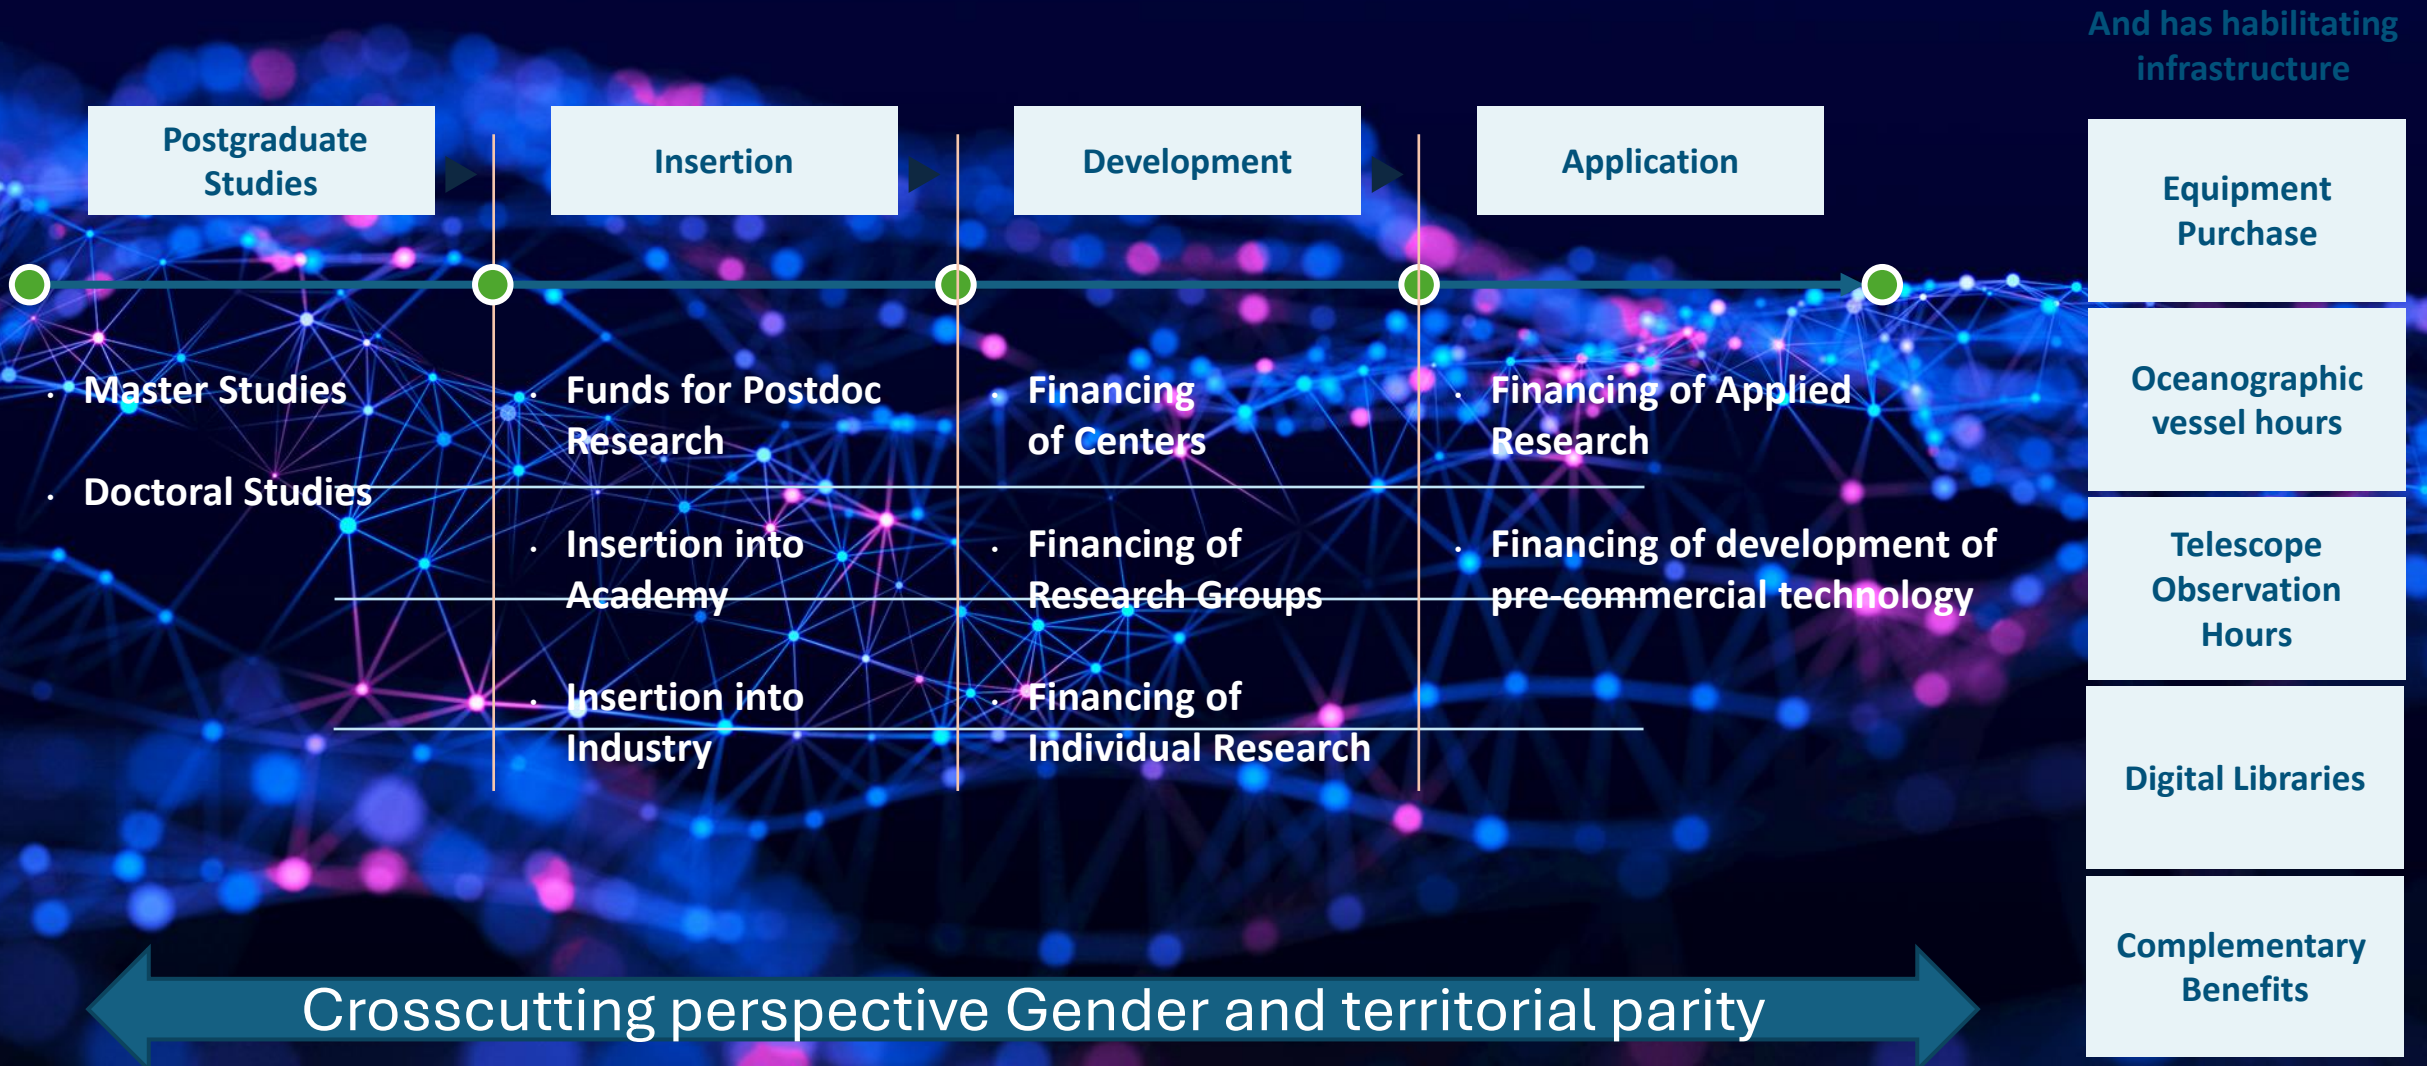 And has habilitating
infrastructure
Postgraduate
Studies
Insertion
Development
Application
Master Studies
Doctoral Studies
Funds for Postdoc
Research
Insertion into
Academy
Insertion into
Industry
Financing
of Centers
Financing of
Research Groups
Financing of
Individual Research
Financing of Applied
Research
Financing of development of
pre-commercial technology
Equipment
Purchase
Oceanographic
vessel hours
Telescope
Observation
Hours
Digital Libraries
Complementary
Benefits
Crosscutting perspective Gender and territorial parity